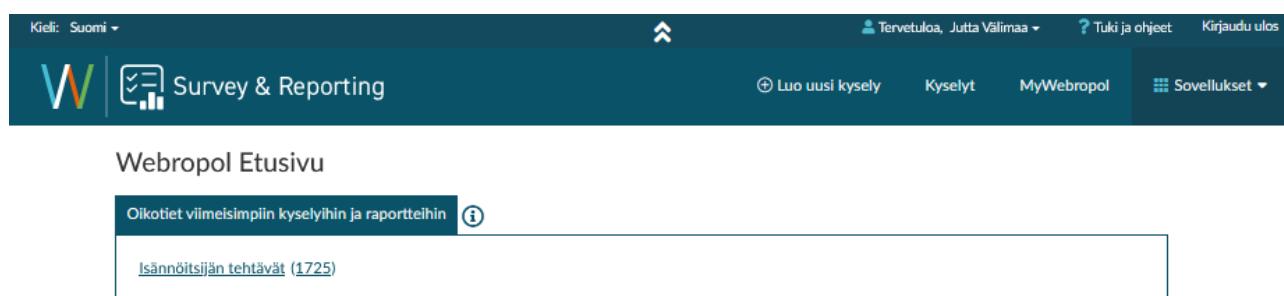 Kieli: Suomi Tervetuloa, Jutta Välimaa ? Tuki ja ohjeet Kirjaudu ulos
W Survey & Reporting Luo uusi kysely Kyselyt MyWebropol Sovellukset
Webropol Etusivu
Oikotiet viimeisimpiin kyselyihin ja raportteihin i
Isännöitsijän tehtävät (1725)